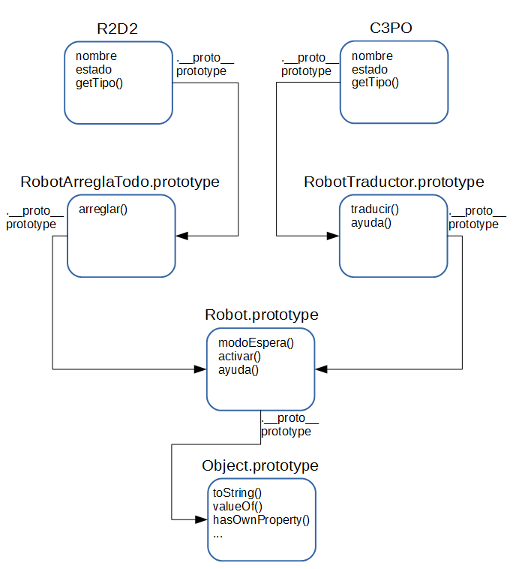 R2D2
C3PO
nombre
estado
getTipo()
.__proto__
prototype
.__proto__
prototype
nombre
estado
getTipo()
RobotArreglaTodo.prototype
RobotTraductor.prototype
.__proto__
prototype
arreglar()
traducir()
ayuda()
.__proto__
prototype
Robot.prototype
modoEspera()
activar()
ayuda()
.__proto__
prototype
Object.prototype
toString()
valueOf()
hasOwnProperty()
...